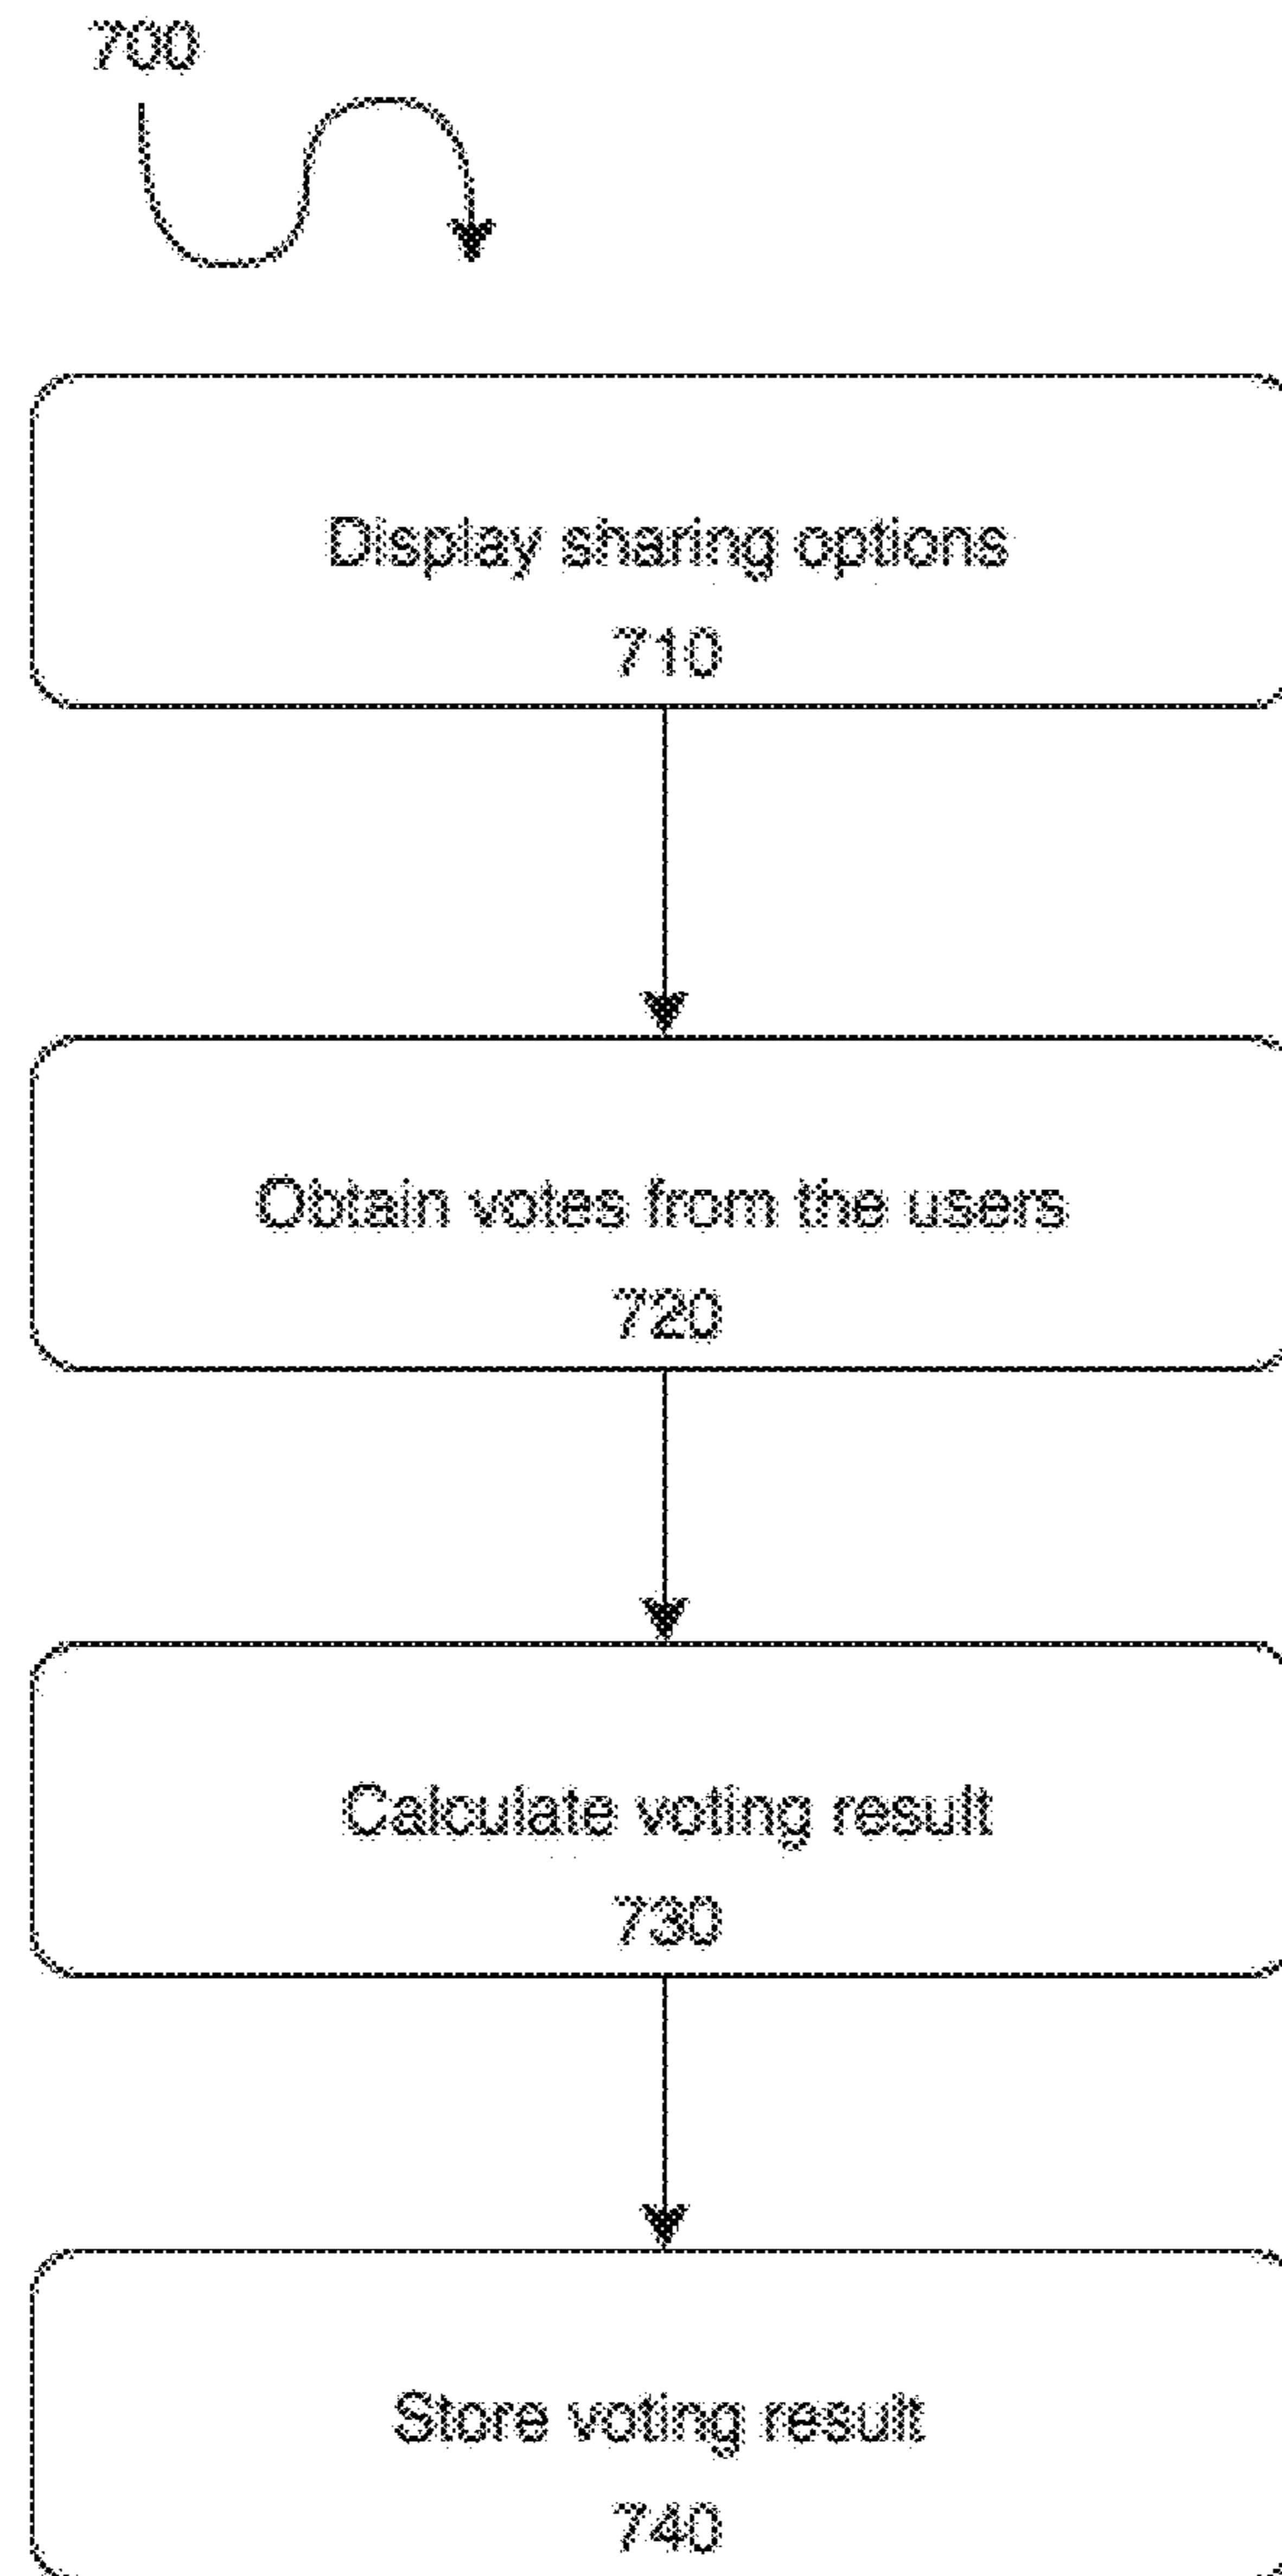 700
Display sharing options
710
Obtain votes from the users
720
Calculate voting result
730
Store voting result
740